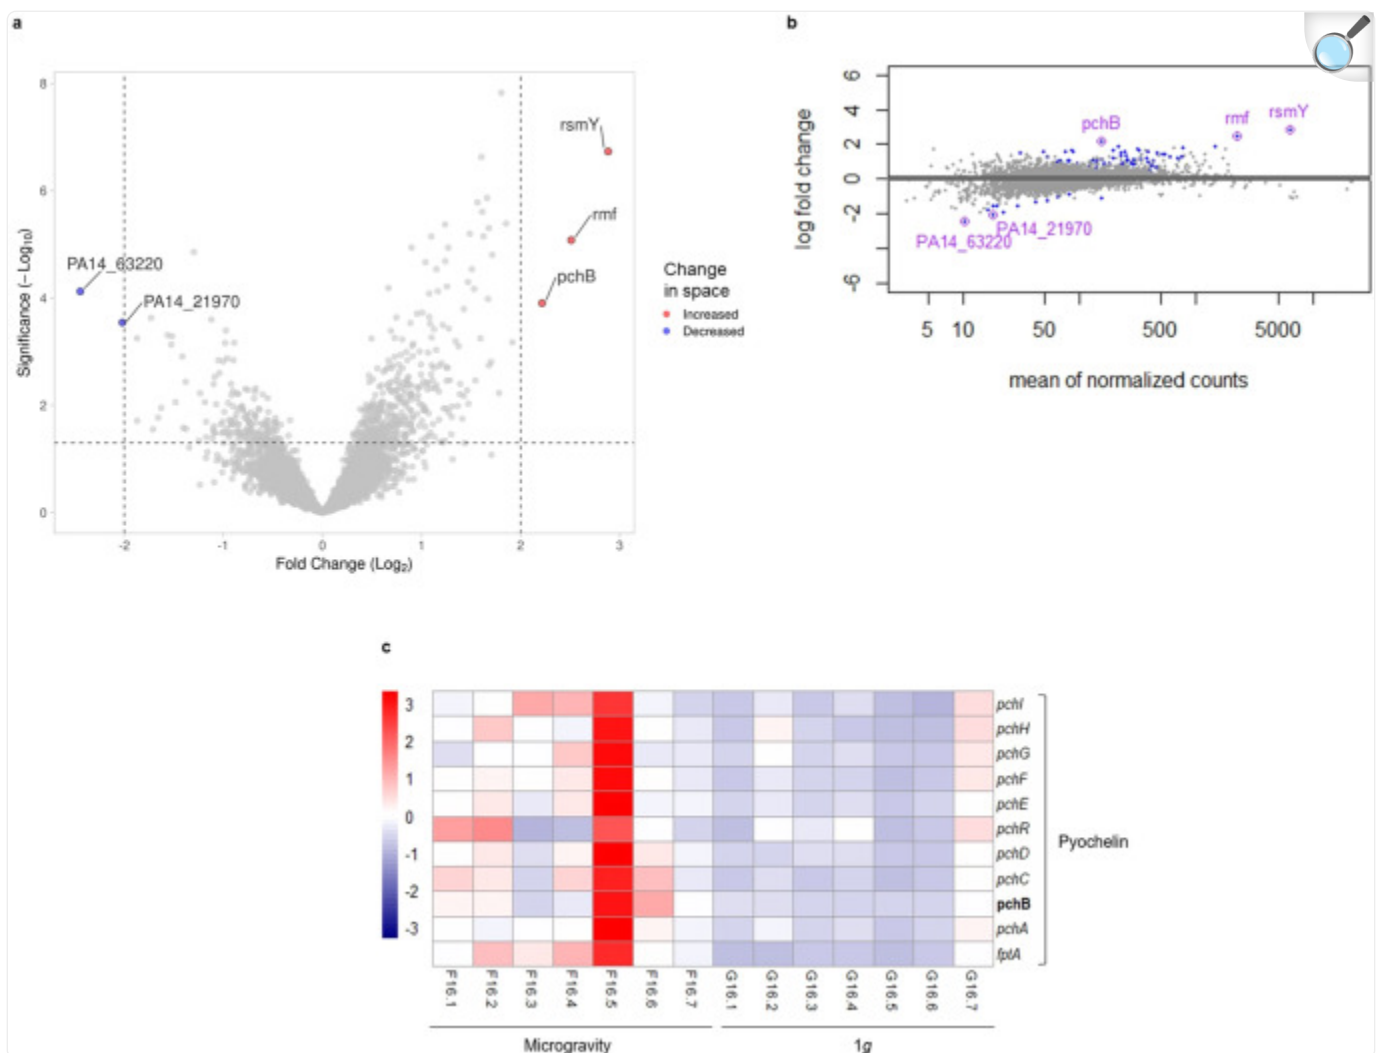 a
8
6
4
2
0
Significance (−Log10)
rsmY
rmf
pchB
PA14_63220
PA14_21970
-2
-1
0
1
2
3
Fold Change (Log2)
Change
in space
Increased
Decreased
b
6
4
2
0
-2
-6
log fold change
pchB
rmf
rsmY
PA14_63220
PA14_21970
5 10 50 500 5000
mean of normalized counts
c
3
2
1
0
-1
-2
-3
pchI
pchH
pchG
pchF
pchE
pchR
pchD
pchC
pchB
pchA
fptA
Pyochelin
F16.1
F16.2
F16.3
F16.4
F16.5
F16.6
F16.7
G16.1
G16.2
G16.3
G16.4
G16.5
G16.6
G16.7
Microgravity
1g